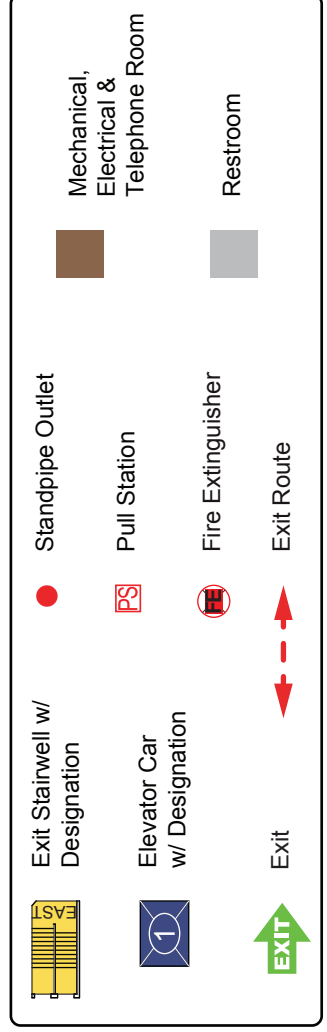 EAST
Exit Stairwell w/
Designation
1
Elevator Car
w/ Designation
EXIT
Exit
Standpipe Outlet
PS
Pull Station
FE
Fire Extinguisher
Exit Route
Mechanical,
Electrical &
Telephone Room
Restroom